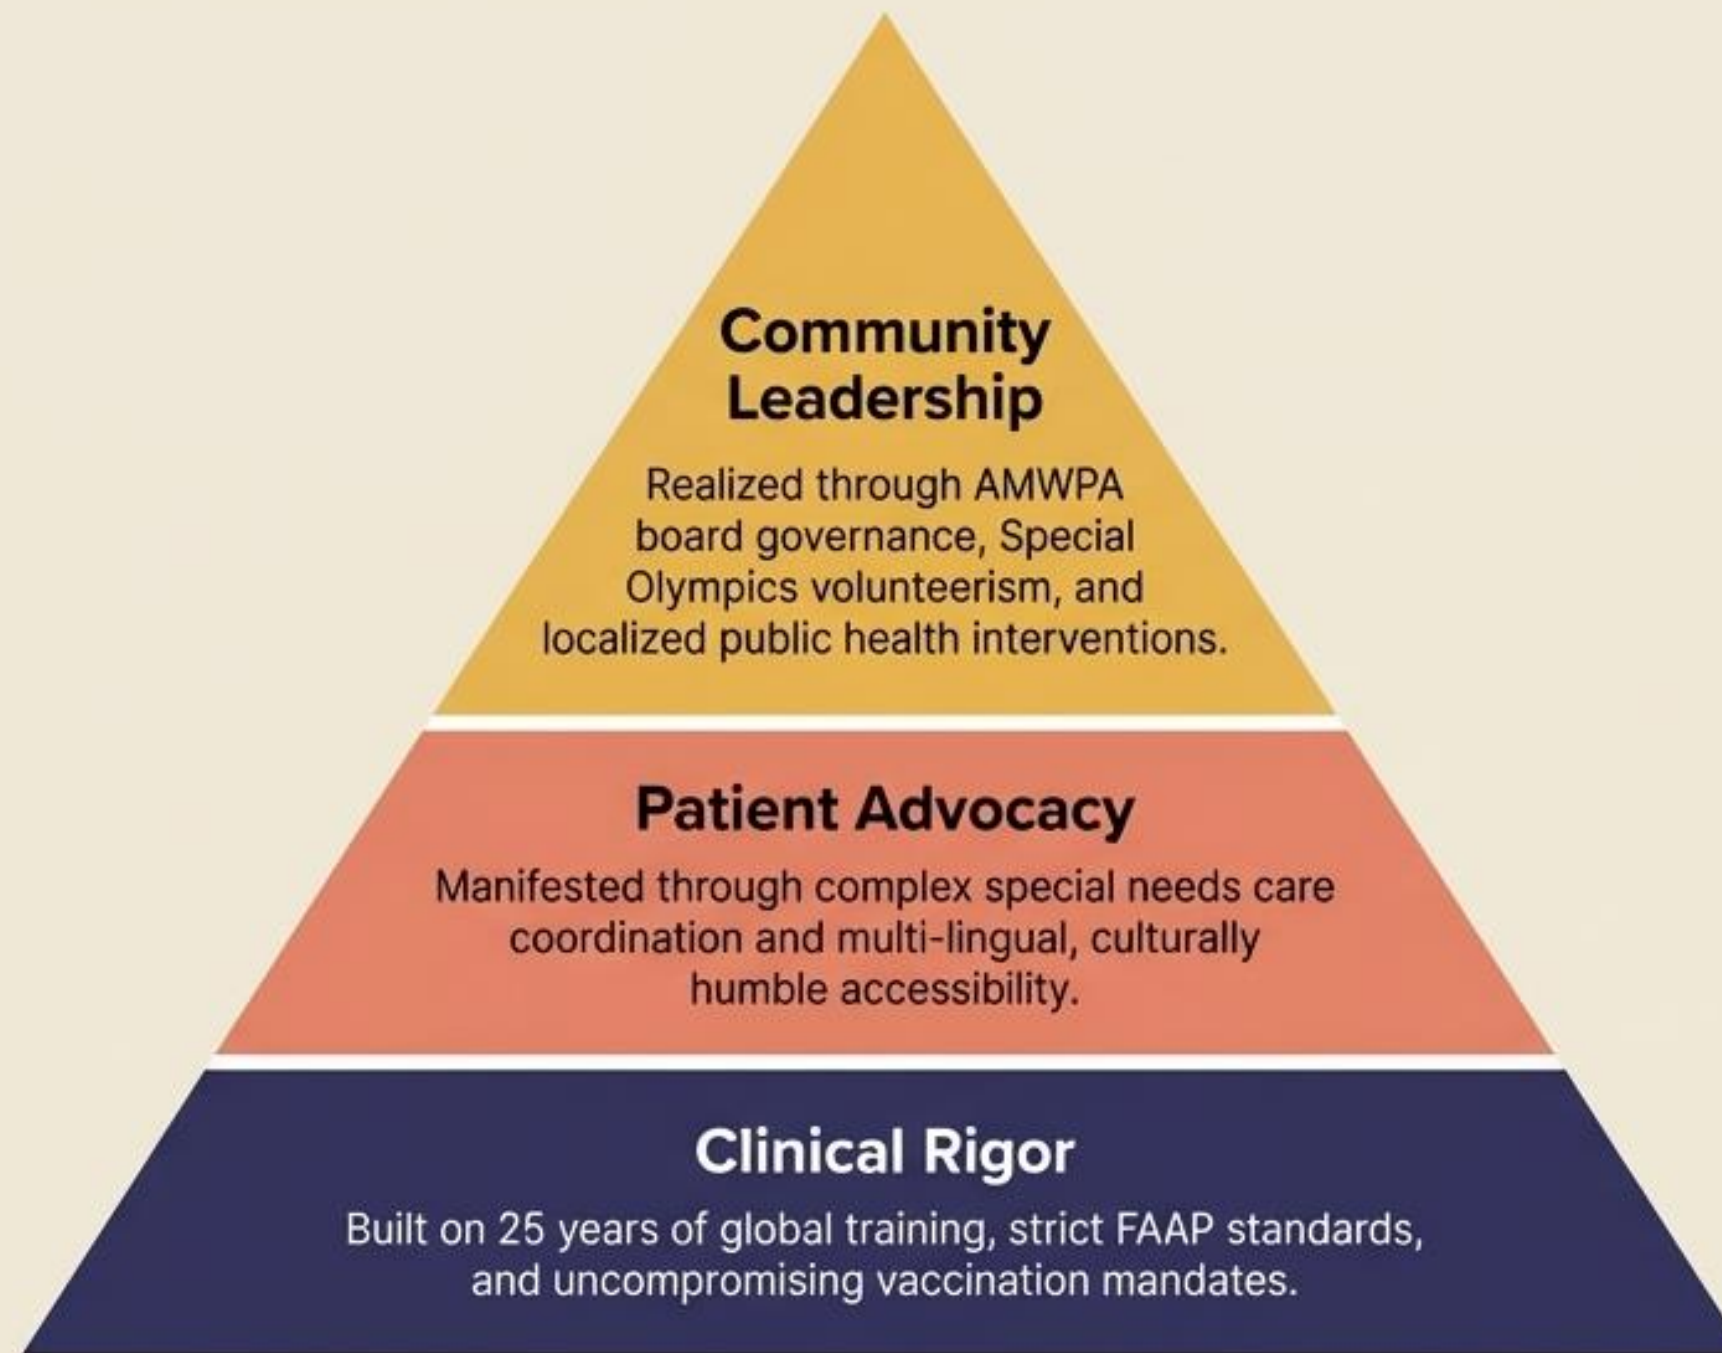 Community
Leadership
Realized through AMWPA
board governance, Special
Olympics volunteerism, and
localized public health interventions.
Patient Advocacy
Manifested through complex special needs care
coordination and multi-lingual, culturally
humble accessibility.
Clinical Rigor
Built on 25 years of global training, strict FAAP standards,
and uncompromising vaccination mandates.